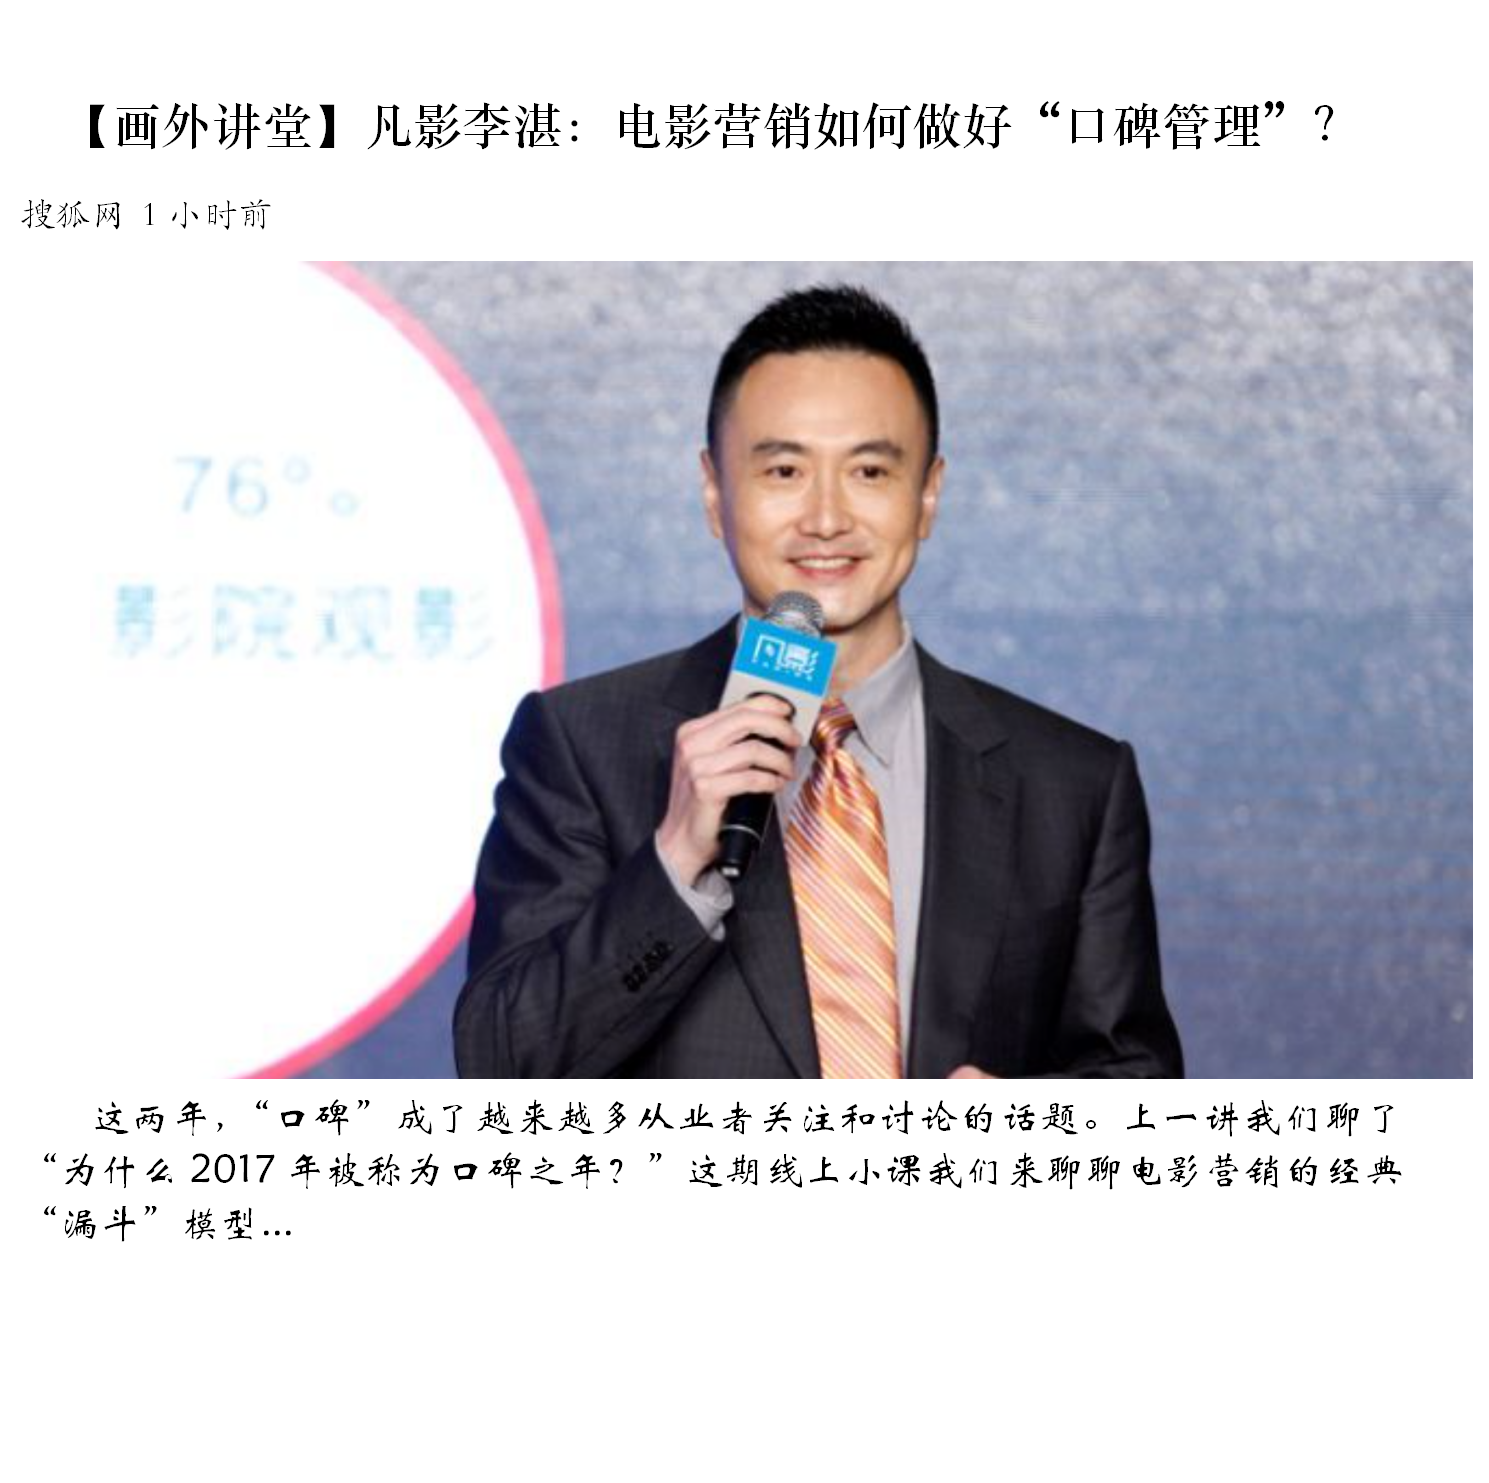 【画外讲堂】凡影李湛：电影营销如何做好“口碑管理”？
搜狐网 1 小时前
76°。
影院观影
凡影
这两年，“口碑”成了越来越多从业者关注和讨论的话题。上一讲我们聊了
“为什么 2017 年被称为口碑之年？”这期线上小课我们来聊聊电影营销的经典
“漏斗”模型...